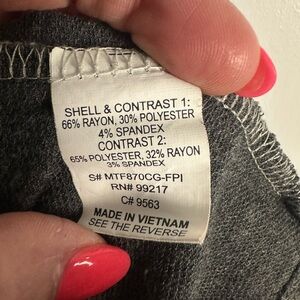 SHELL & CONTRAST 1:
66% RAYON, 30% POLYESTER
4% SPANDEX
CONTRAST 2:
65% POLYESTER, 32% RAYON
3% SPANDEX
S# MTF870CG-FPI
RN# 99217
C# 9563
MADE IN VIETNAM
SEE THE REVERSE